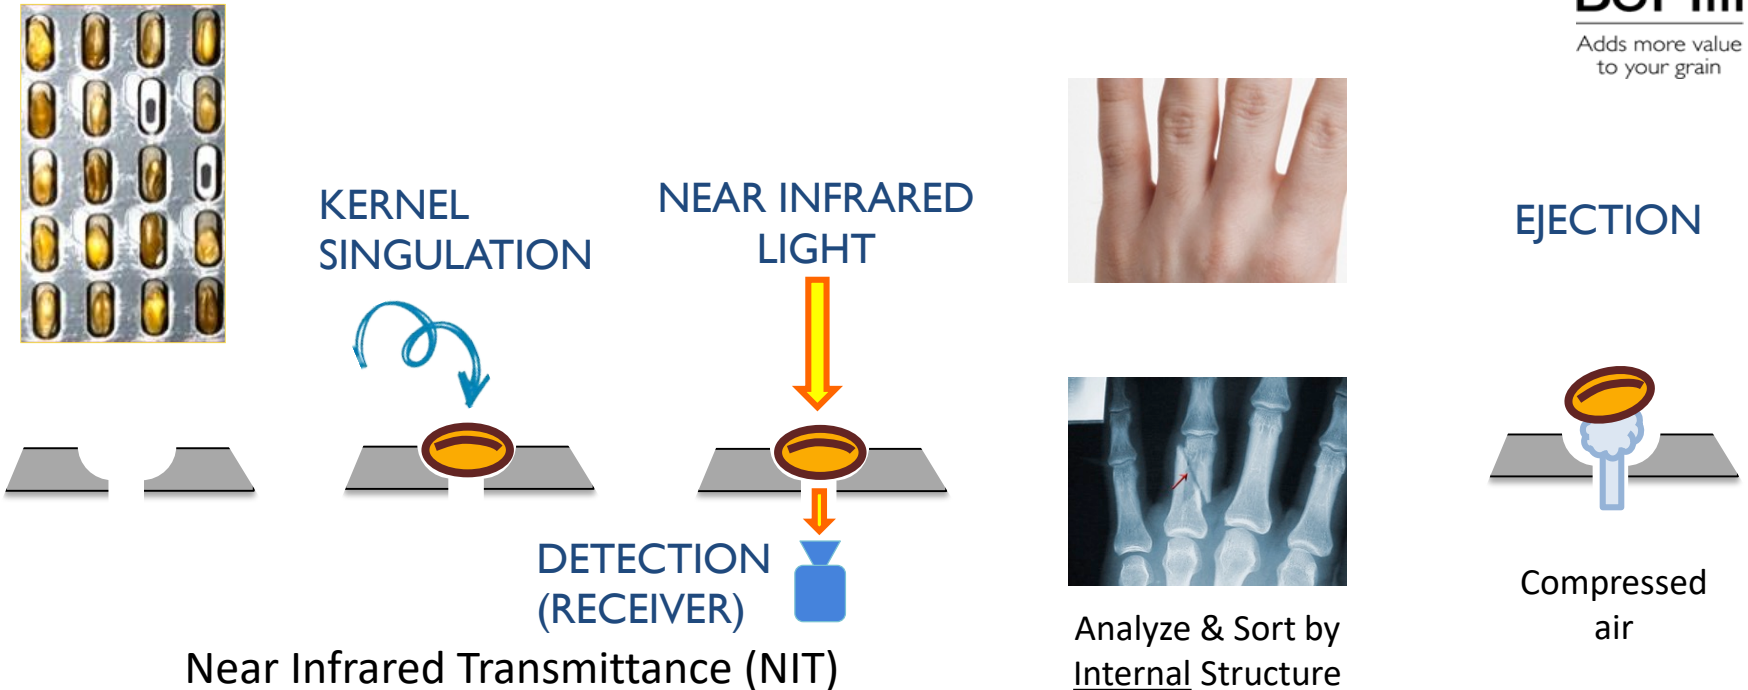 Adds more value
to your grain
KERNEL
SINGULATION
NEAR INFRARED
LIGHT
EJECTION
DETECTION
(RECEIVER)
Near Infrared Transmittance (NIT)
Analyze & Sort by
Internal Structure
Compressed
air